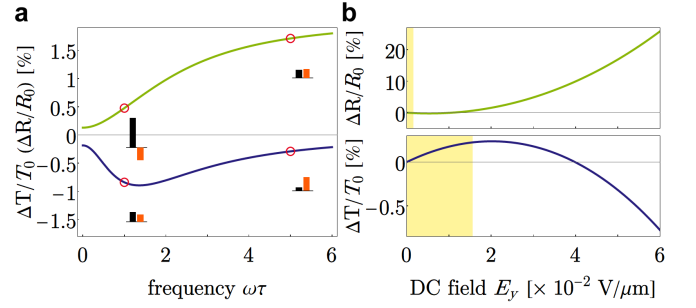 a
b
ΔT/T₀ (ΔR/R₀) [%]
1.5
1
0.5
0
−0.5
−1
−1.5
0
2
4
6
frequency ωτ
ΔR/R₀ [%]
20
10
0
ΔT/T₀ [%]
0
−0.5
0
2
4
6
DC field E_y [× 10⁻² V/μm]